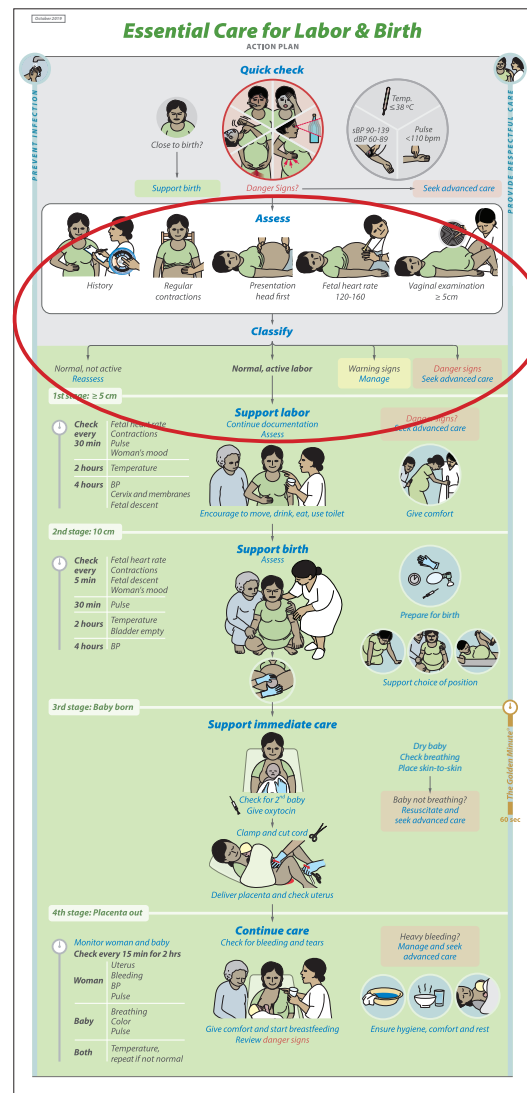 October 2019
Essential Care for Labor & Birth
ACTION PLAN
PREVENT INFECTION
PROVIDE RESPECTFUL CARE
Quick check
Close to birth?
Temp.
≤38 ºC
sBP 90-139
dBP 60-89
Pulse
<110 bpm
Support birth
Danger Signs?
Seek advanced care
Assess
History
Regular
contractions
Presentation
head first
Fetal heart rate
120-160
Vaginal examination
≥ 5cm
Classify
Normal, not active
Reassess
Normal, active labor
Warning signs
Manage
Danger signs
Seek advanced care
1st stage: ≥ 5 cm
Support labor
Continue documentation
Assess
Check every 30 min
Fetal heart rate
Contractions
Pulse
Woman's mood
2 hours
Temperature
4 hours
BP
Cervix and membranes
Fetal descent
Encourage to move, drink, eat, use toilet
Danger signs?
Seek advanced care
Give comfort
2nd stage: 10 cm
Support birth
Assess
Check every 5 min
Fetal heart rate
Contractions
Fetal descent
Woman's mood
30 min
Pulse
2 hours
Temperature
Bladder empty
4 hours
BP
Prepare for birth
Support choice of position
3rd stage: Baby born
Support immediate care
Check for 2nd baby
Give oxytocin
Clamp and cut cord
Deliver placenta and check uterus
Dry baby
Check breathing
Place skin-to-skin
Baby not breathing?
Resuscitate and
seek advanced care
The Golden Minute®
60 sec
4th stage: Placenta out
Continue care
Check for bleeding and tears
Monitor woman and baby
Check every 15 min for 2 hrs
Woman
Uterus
Bleeding
BP
Pulse
Baby
Breathing
Color
Pulse
Both
Temperature,
repeat if not normal
Give comfort and start breastfeeding
Review danger signs
Heavy bleeding?
Manage and seek
advanced care
Ensure hygiene, comfort and rest